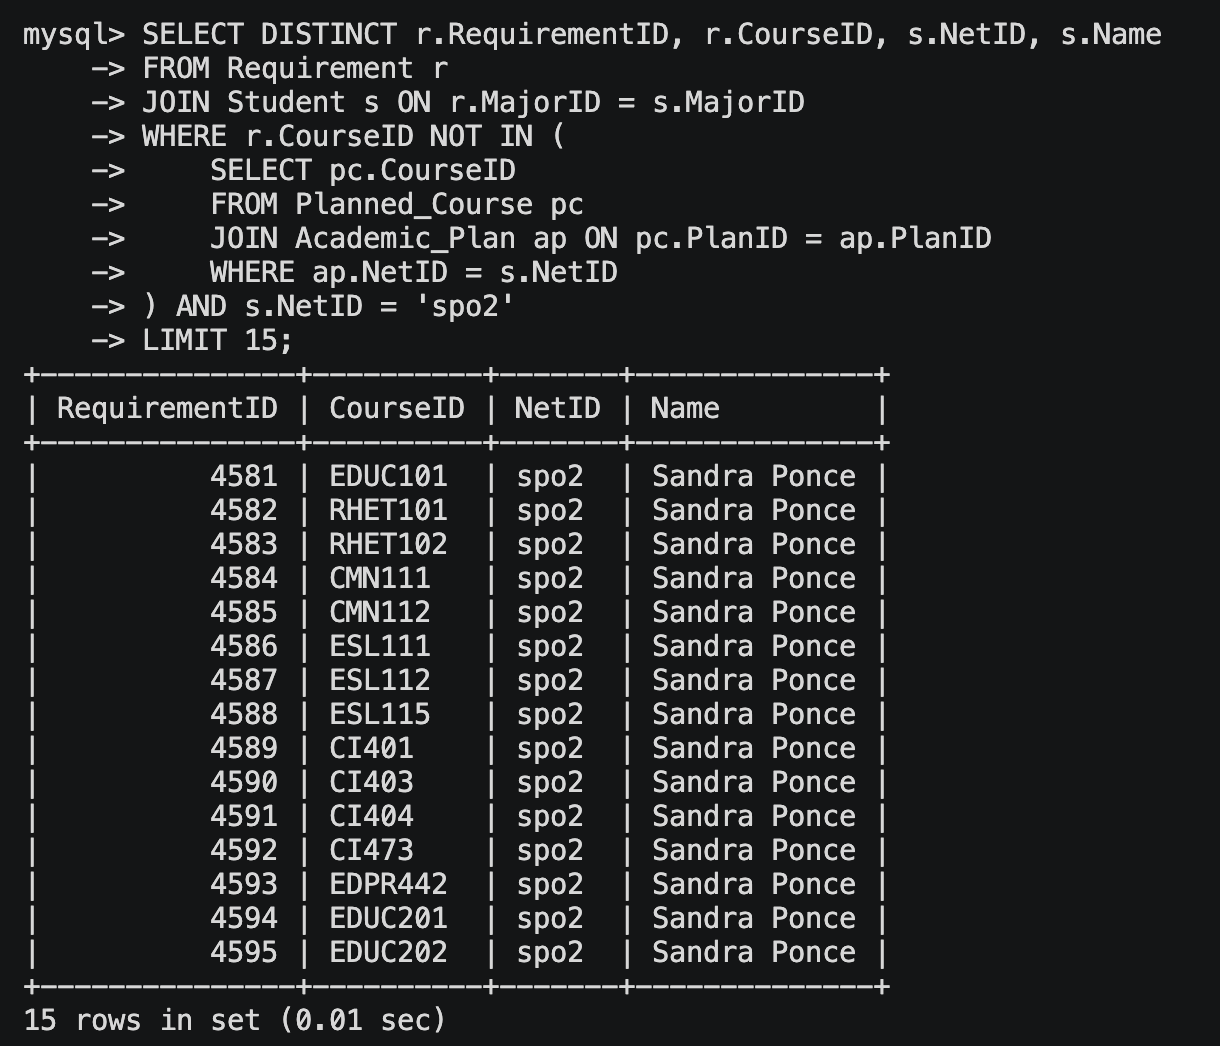 mysql> SELECT DISTINCT r.RequirementID, r.CourseID, s.NetID, s.Name
    -> FROM Requirement r
    -> JOIN Student s ON r.MajorID = s.MajorID
    -> WHERE r.CourseID NOT IN (
    ->     SELECT pc.CourseID
    ->     FROM Planned_Course pc
    ->     JOIN Academic_Plan ap ON pc.PlanID = ap.PlanID
    ->     WHERE ap.NetID = s.NetID
    -> ) AND s.NetID = 'spo2'
    -> LIMIT 15;
+---------------+----------+-------+--------------+
| RequirementID | CourseID | NetID | Name         |
+---------------+----------+-------+--------------+
|          4581 | EDUC101  | spo2  | Sandra Ponce |
|          4582 | RHET101  | spo2  | Sandra Ponce |
|          4583 | RHET102  | spo2  | Sandra Ponce |
|          4584 | CMN111   | spo2  | Sandra Ponce |
|          4585 | CMN112   | spo2  | Sandra Ponce |
|          4586 | ESL111   | spo2  | Sandra Ponce |
|          4587 | ESL112   | spo2  | Sandra Ponce |
|          4588 | ESL115   | spo2  | Sandra Ponce |
|          4589 | CI401    | spo2  | Sandra Ponce |
|          4590 | CI403    | spo2  | Sandra Ponce |
|          4591 | CI404    | spo2  | Sandra Ponce |
|          4592 | CI473    | spo2  | Sandra Ponce |
|          4593 | EDPR442  | spo2  | Sandra Ponce |
|          4594 | EDUC201  | spo2  | Sandra Ponce |
|          4595 | EDUC202  | spo2  | Sandra Ponce |
+---------------+----------+-------+--------------+
15 rows in set (0.01 sec)